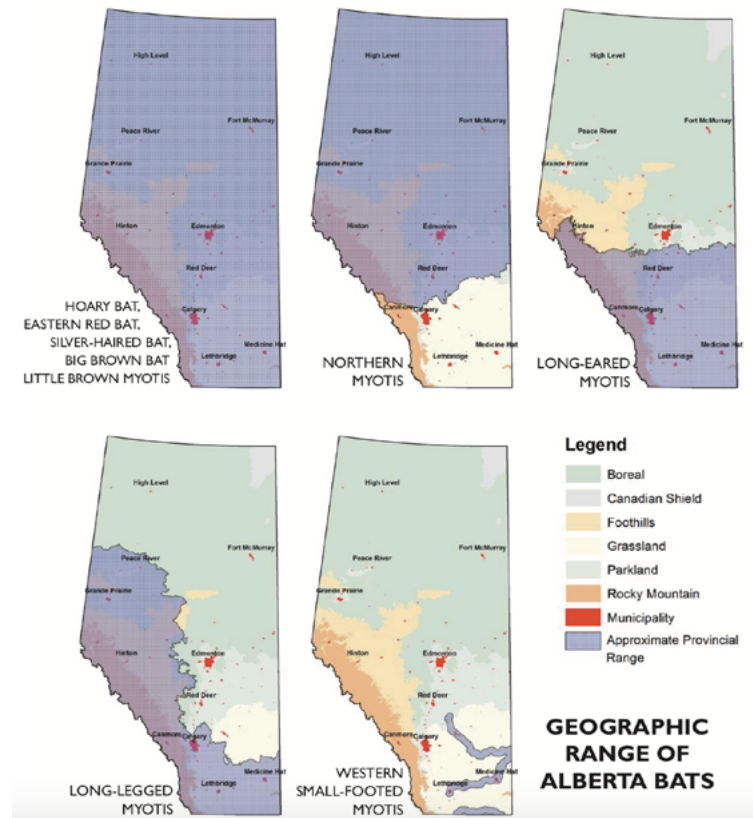 High Level
Fort McMurray
Peace River
Grande Prairie
Hinton
Edmonton
Red Deer
Calgary
Medicine Hat
Lethbridge
HOARY BAT,
EASTERN RED BAT,
SILVER-HAIRED BAT,
BIG BROWN BAT
LITTLE BROWN MYOTIS
High Level
Fort McMurray
Peace River
Grande Prairie
Hinton
Edmonton
Red Deer
Canmore
Calgary
Medicine Hat
Lethbridge
NORTHERN
MYOTIS
High Level
Fort McMurray
Peace River
Grande Prairie
Hinton
Edmonton
Red Deer
Canmore
Calgary
Medicine Hat
Lethbridge
LONG-EARED
MYOTIS
High Level
Fort McMurray
Peace River
Grande Prairie
Hinton
Edmonton
Red Deer
Canmore
Calgary
Medicine Hat
Lethbridge
LONG-LEGGED
MYOTIS
High Level
Fort McMurray
Peace River
Grande Prairie
Hinton
Edmonton
Red Deer
Canmore
Calgary
Medicine Hat
Lethbridge
WESTERN
SMALL-FOOTED
MYOTIS
Legend
Boreal
Canadian Shield
Foothills
Grassland
Parkland
Rocky Mountain
Municipality
Approximate Provincial
Range
GEOGRAPHIC
RANGE OF
ALBERTA BATS